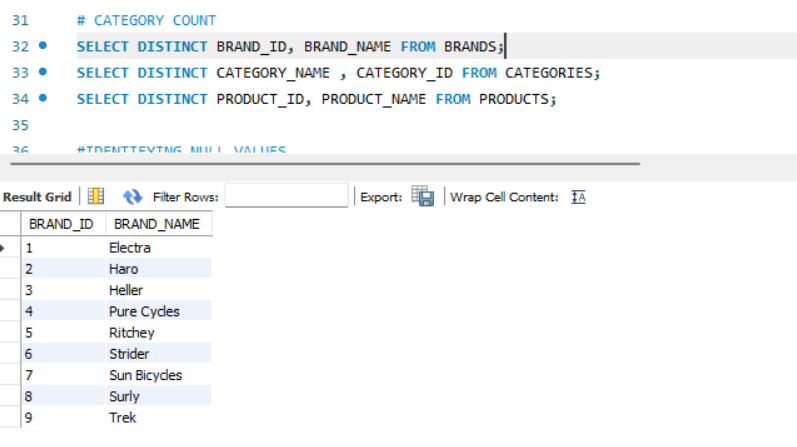 31 # CATEGORY COUNT
32 SELECT DISTINCT BRAND_ID, BRAND_NAME FROM BRANDS;
33 SELECT DISTINCT CATEGORY_NAME , CATEGORY_ID FROM CATEGORIES;
34 SELECT DISTINCT PRODUCT_ID, PRODUCT_NAME FROM PRODUCTS;
35
36 #IDENTIFYING NULL VALUES
Result Grid Filter Rows: Export: Wrap Cell Content: IA
BRAND_ID BRAND_NAME
1 Electra
2 Haro
3 Heller
4 Pure Cycles
5 Ritchey
6 Strider
7 Sun Bicycles
8 Surly
9 Trek